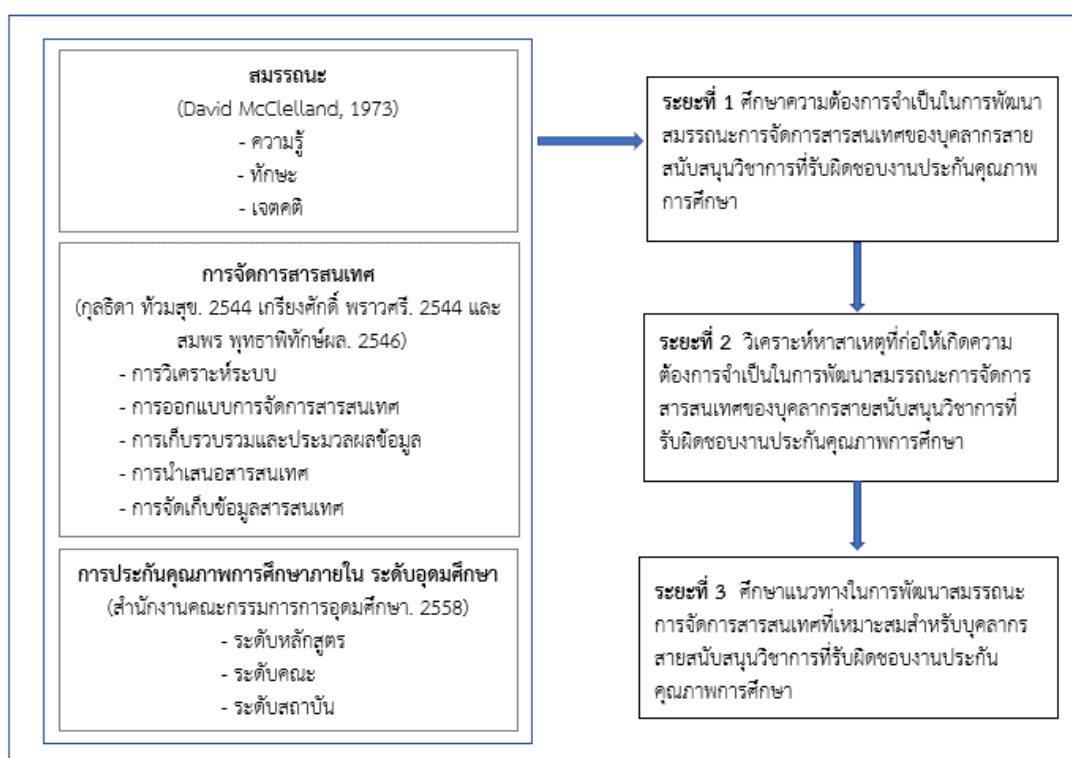 สมรรถนะ
(David McClelland, 1973)
- ความรู้
- ทักษะ
- เจตคติ
การจัดการสารสนเทศ
(กุลธิดา ท้วมสุข. 2544 เกรียงศักดิ์ พราวศรี. 2544 และ
สมพร พุทธาพิทักษ์ผล. 2546)
- การวิเคราะห์ระบบ
- การออกแบบการจัดการสารสนเทศ
- การเก็บรวบรวมและประมวลผลข้อมูล
- การนำเสนอสารสนเทศ
- การจัดเก็บข้อมูลสารสนเทศ
การประกันคุณภาพการศึกษาภายใน ระดับอุดมศึกษา
(สำนักงานคณะกรรมการการอุดมศึกษา. 2558)
- ระดับหลักสูตร
- ระดับคณะ
- ระดับสถาบัน
ระยะที่ 1 ศึกษาความต้องการจำเป็นในการพัฒนา
สมรรถนะการจัดการสารสนเทศของบุคลากรสาย
สนับสนุนวิชาการที่รับผิดชอบงานประกันคุณภาพ
การศึกษา
ระยะที่ 2 วิเคราะห์หาสาเหตุที่ก่อให้เกิดความ
ต้องการจำเป็นในการพัฒนาสมรรถนะการจัดการ
สารสนเทศของบุคลากรสายสนับสนุนวิชาการที่
รับผิดชอบงานประกันคุณภาพการศึกษา
ระยะที่ 3 ศึกษาแนวทางในการพัฒนาสมรรถนะ
การจัดการสารสนเทศที่เหมาะสมสำหรับบุคลากร
สายสนับสนุนวิชาการที่รับผิดชอบงานประกัน
คุณภาพการศึกษา